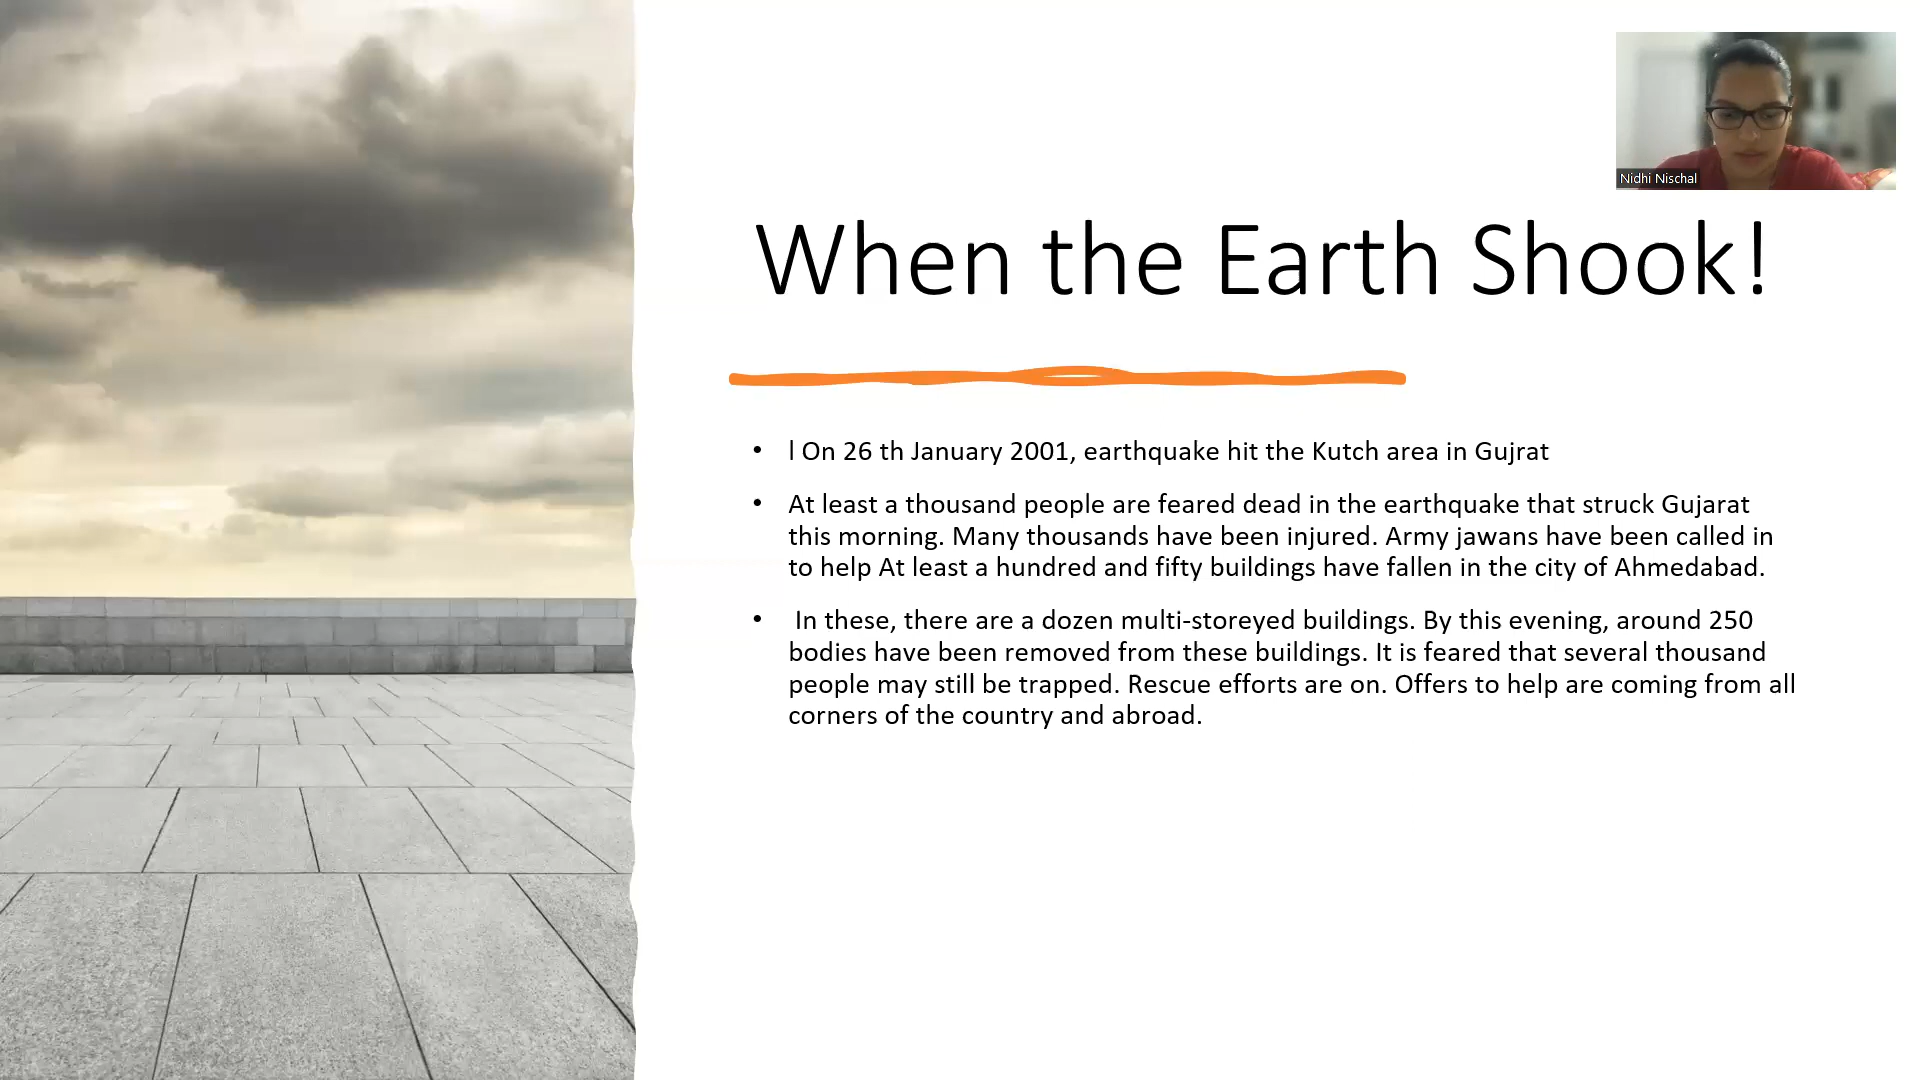 Nidhi Nischal
When the Earth Shook!
• l On 26 th January 2001, earthquake hit the Kutch area in Gujrat
• At least a thousand people are feared dead in the earthquake that struck Gujarat
this morning. Many thousands have been injured. Army jawans have been called in
to help At least a hundred and fifty buildings have fallen in the city of Ahmedabad.
• In these, there are a dozen multi-storeyed buildings. By this evening, around 250
bodies have been removed from these buildings. It is feared that several thousand
people may still be trapped. Rescue efforts are on. Offers to help are coming from all
corners of the country and abroad.